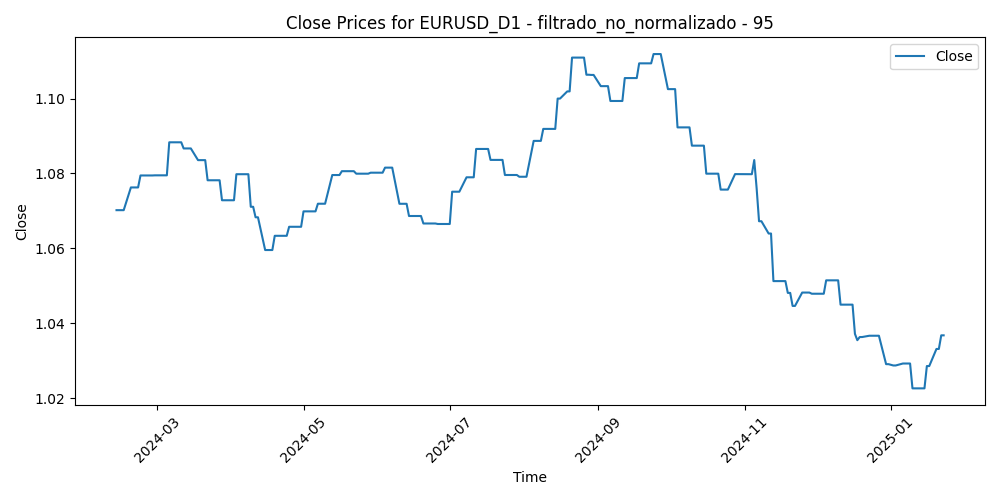 Close Prices for EURUSD_D1 - filtrado_no_normalizado - 95
Close
Close
1.10
1.08
1.06
1.04
1.02
2024-03
2024-05
2024-07
2024-09
2024-11
2025-01
Time